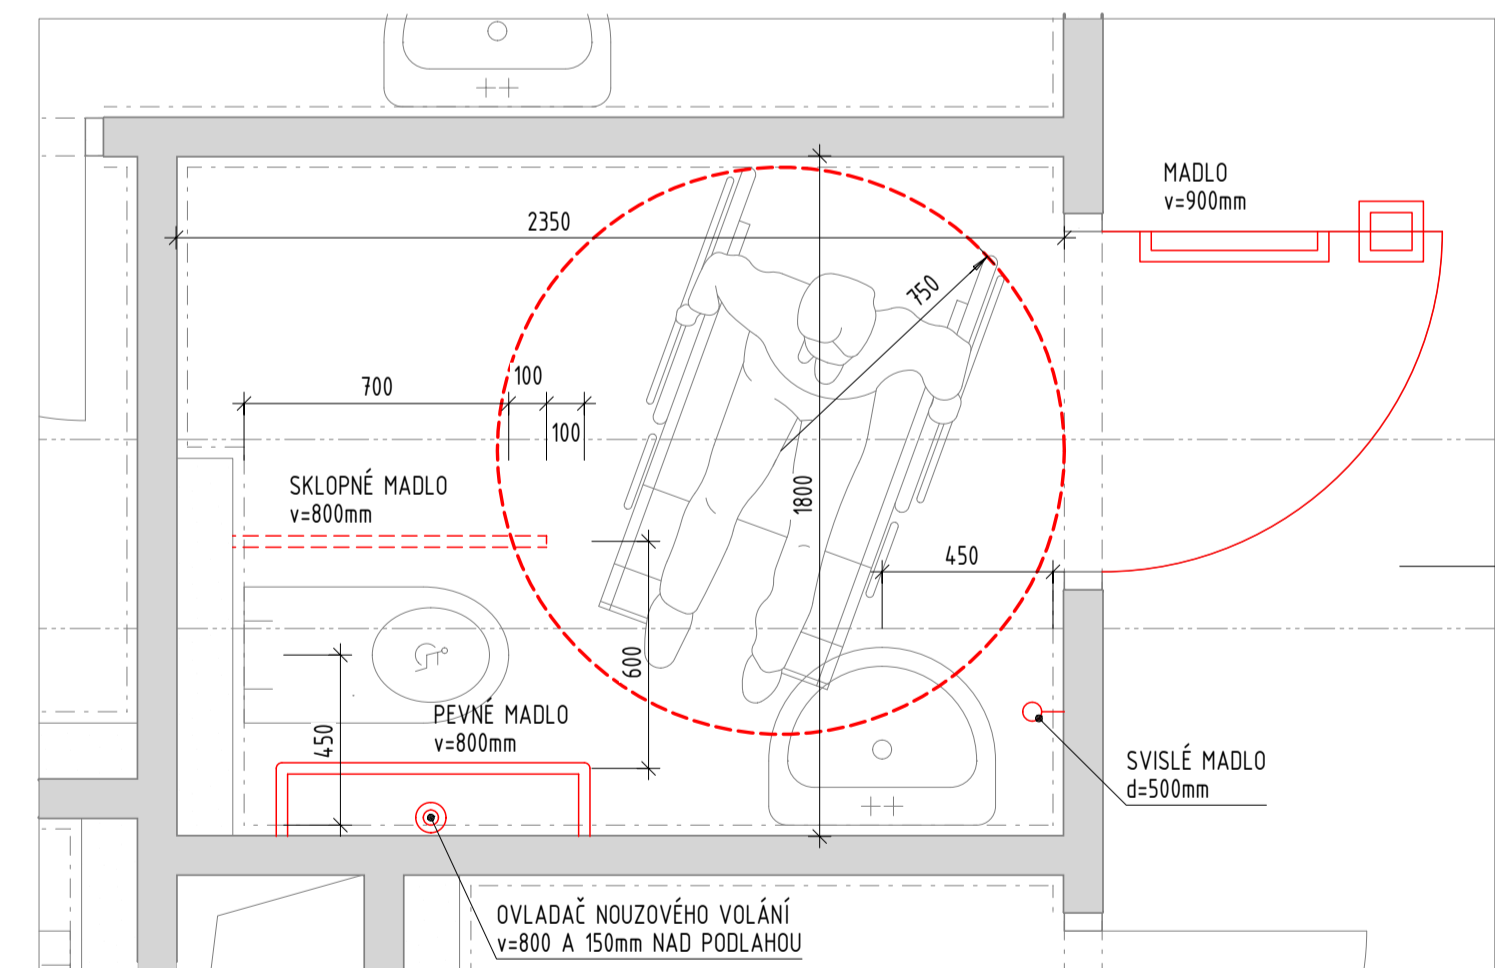 MADLO
v=900mm
2350
750
700
100
100
SKLOPNÉ MADLO
v=800mm
1800
450
600
PEVNÉ MADLO
v=800mm
450
SVISLÉ MADLO
d=500mm
OVLADAČ NOUZOVÉHO VOLÁNÍ
v=800 A 150mm NAD PODLAHOU